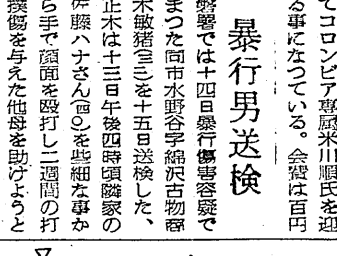 てコロンビア専属米川順氏を迎
る事になつている。会費は百円
暴行男送検
磐署では十四日暴行傷害容疑で
まつた同市水野谷字綿沢古物商
木敏猪(三)を十五日送検した、
正木は十三日午後四時頃隣家の
佐藤ハナさん(四〇)を些細な事か
ら手で顔面を殴打し二週間の打
撲傷を与えた他母を助けようと